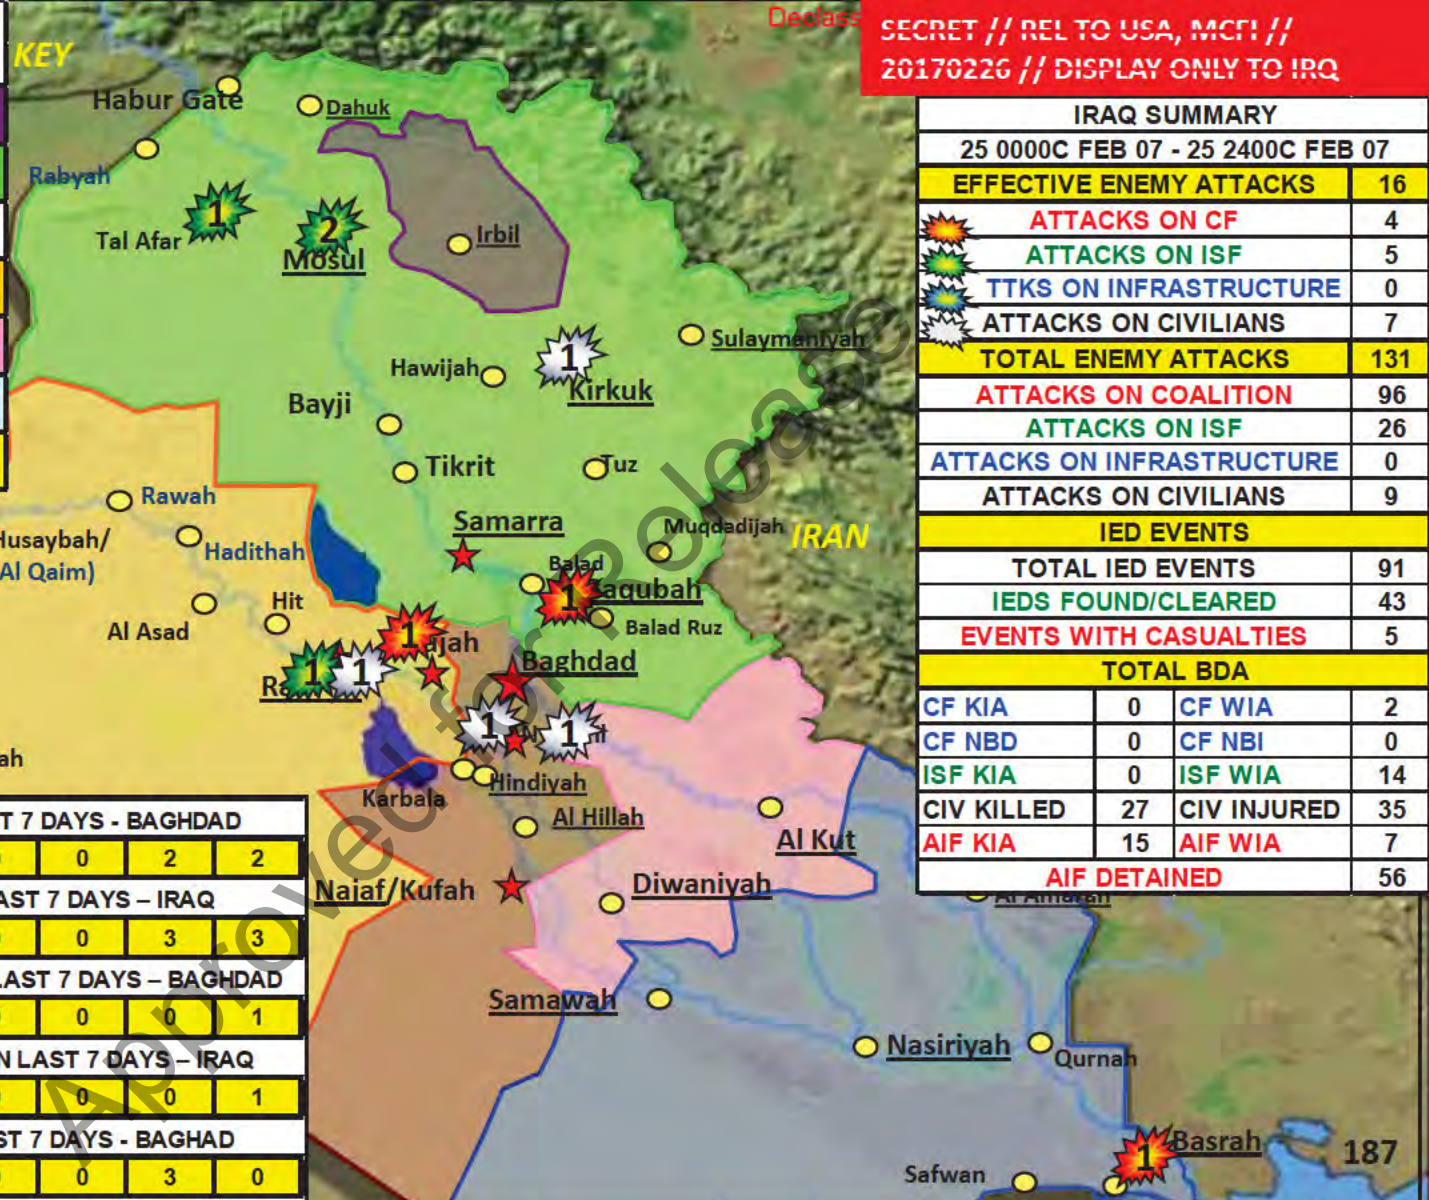 KEY
Declass
SECRET // REL TO USA, MCFI //
20170226 // DISPLAY ONLY TO IRQ
IRAQ SUMMARY
25 0000C FEB 07 - 25 2400C FEB 07
EFFECTIVE ENEMY ATTACKS 16
ATTACKS ON CF 4
ATTACKS ON ISF 5
TTKS ON INFRASTRUCTURE 0
ATTACKS ON CIVILIANS 7
TOTAL ENEMY ATTACKS 131
ATTACKS ON COALITION 96
ATTACKS ON ISF 26
ATTACKS ON INFRASTRUCTURE 0
ATTACKS ON CIVILIANS 9
IED EVENTS
TOTAL IED EVENTS 91
IEDS FOUND/CLEARED 43
EVENTS WITH CASUALTIES 5
TOTAL BDA
CF KIA 0 CF WIA 2
CF NBD 0 CF NBI 0
ISF KIA 0 ISF WIA 14
CIV KILLED 27 CIV INJURED 35
AIF KIA 15 AIF WIA 7
AIF DETAINED 56
Habur Gate
Dahuk
Rabyah
1
Tal Afar
2
Mosul
Irbil
Sulaymaniyah
Hawijah
1
Kirkuk
Bayji
Tikrit
Tuz
Rawah
Samarra
Muqdadijah
IRAN
Husaybah/
Al Qaim)
Hadithah
Balad
1
aqubah
Hit
Al Asad
Balad Ruz
1
jah
Baghdad
1
1
Ra
1
1
N
Hindiyah
Karbala
Al Hillah
Al Kut
Najaf/Kufah
Diwaniyah
Al Amarah
Samawah
Nasiriyah
Qurnah
Basrah
1
Safwan
187
ah
T 7 DAYS - BAGHDAD
0 2 2
AST 7 DAYS – IRAQ
0 3 3
LAST 7 DAYS – BAGHDAD
0 0 1
N LAST 7 DAYS – IRAQ
0 0 1
ST 7 DAYS - BAGHAD
0 3 0
Approved for Release